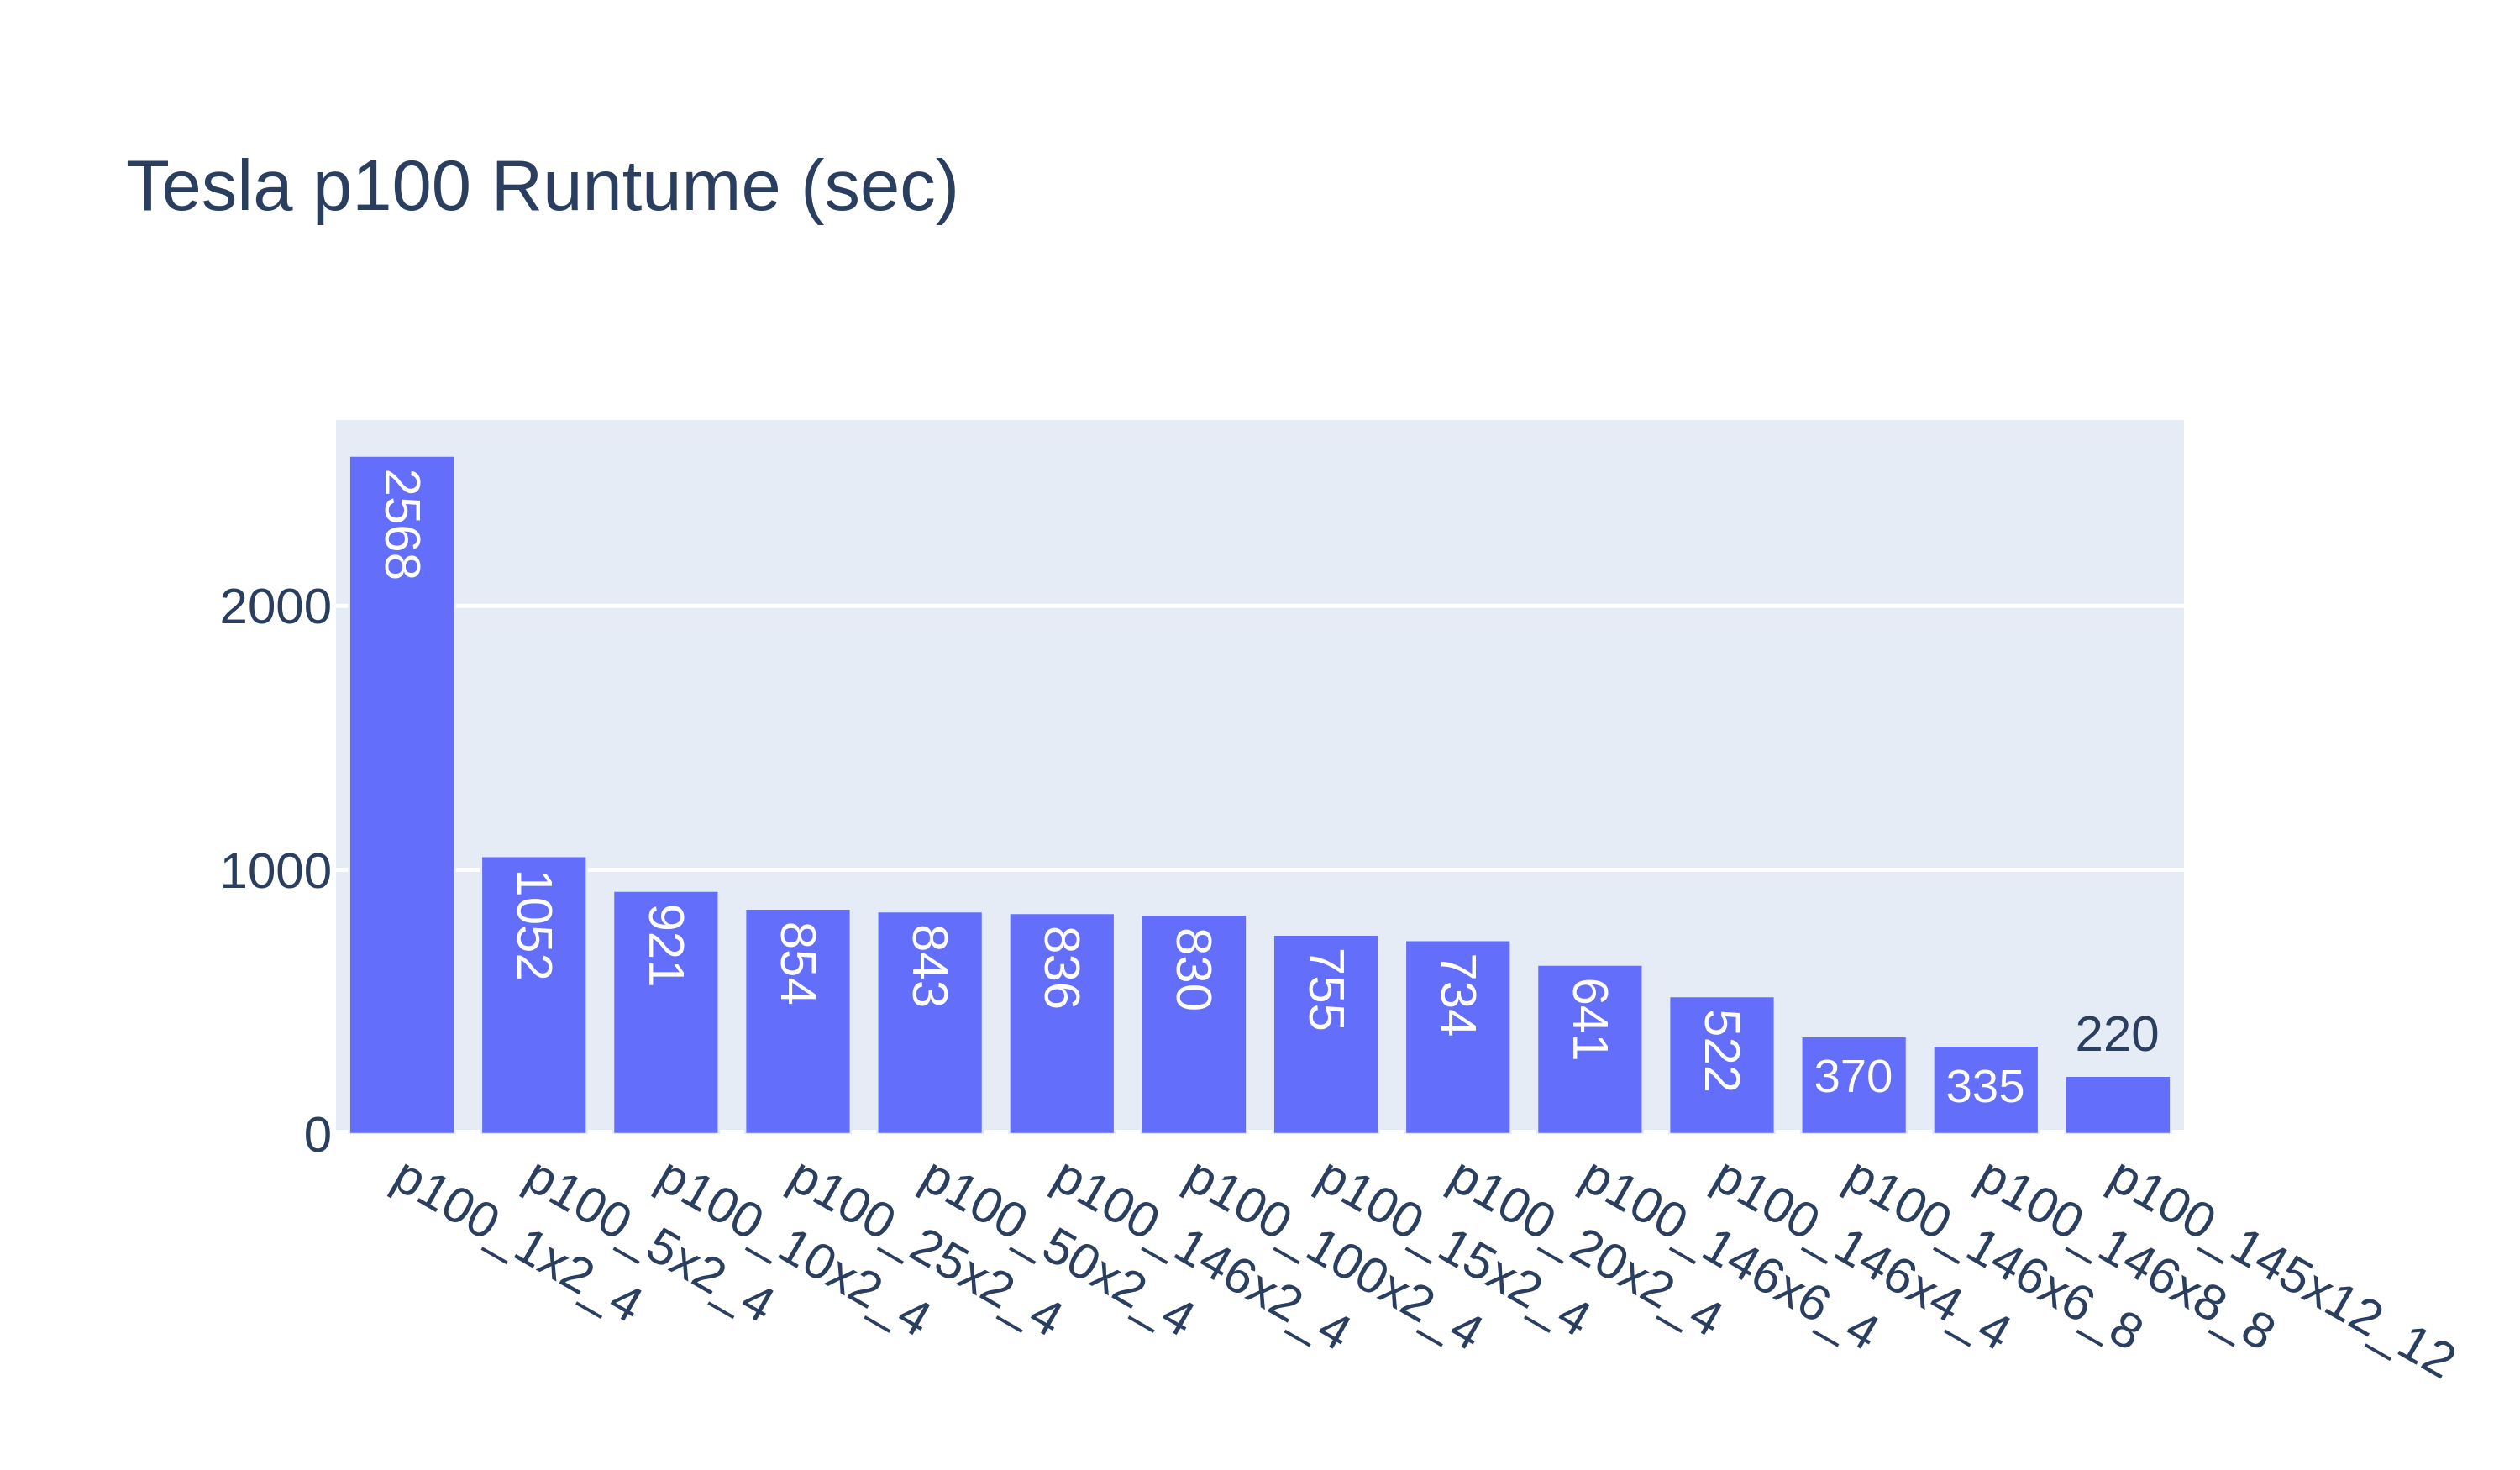 Tesla p100 Runtume (sec)
2000
1000
0
2568
1052
921
854
843
836
830
755
734
641
522
370
335
220
p100_1x2_4
p100_5x2_4
p100_10x2_4
p100_25x2_4
p100_50x2_4
p100_146x2_4
p100_100x2_4
p100_15x2_4
p100_20x2_4
p100_146x6_4
p100_146x4_4
p100_146x6_8
p100_146x8_8
p100_145x12_12